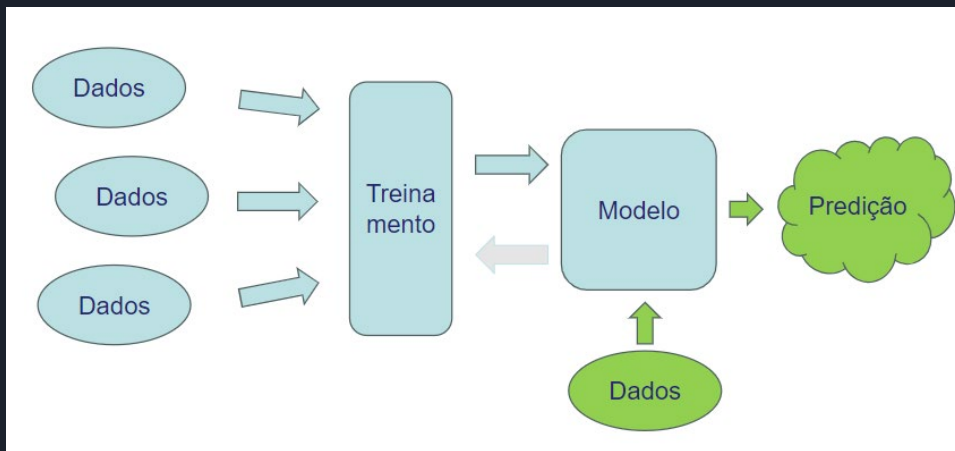 Dados
Dados
Dados
Treina
mento
Modelo
Predição
Dados